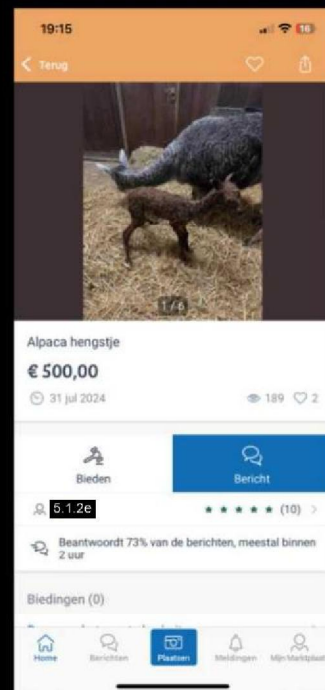 19:15
16
Terug
1 / 6
Alpaca hengstje
€ 500,00
31 jul 2024
189
2
Bieden
Bericht
5.1.2e
(10)
Beantwoordt 73% van de berichten, meestal binnen
2 uur
Biedingen (0)
Home
Berichten
Plaatsen
Meldingen
Mijn Marktplaats